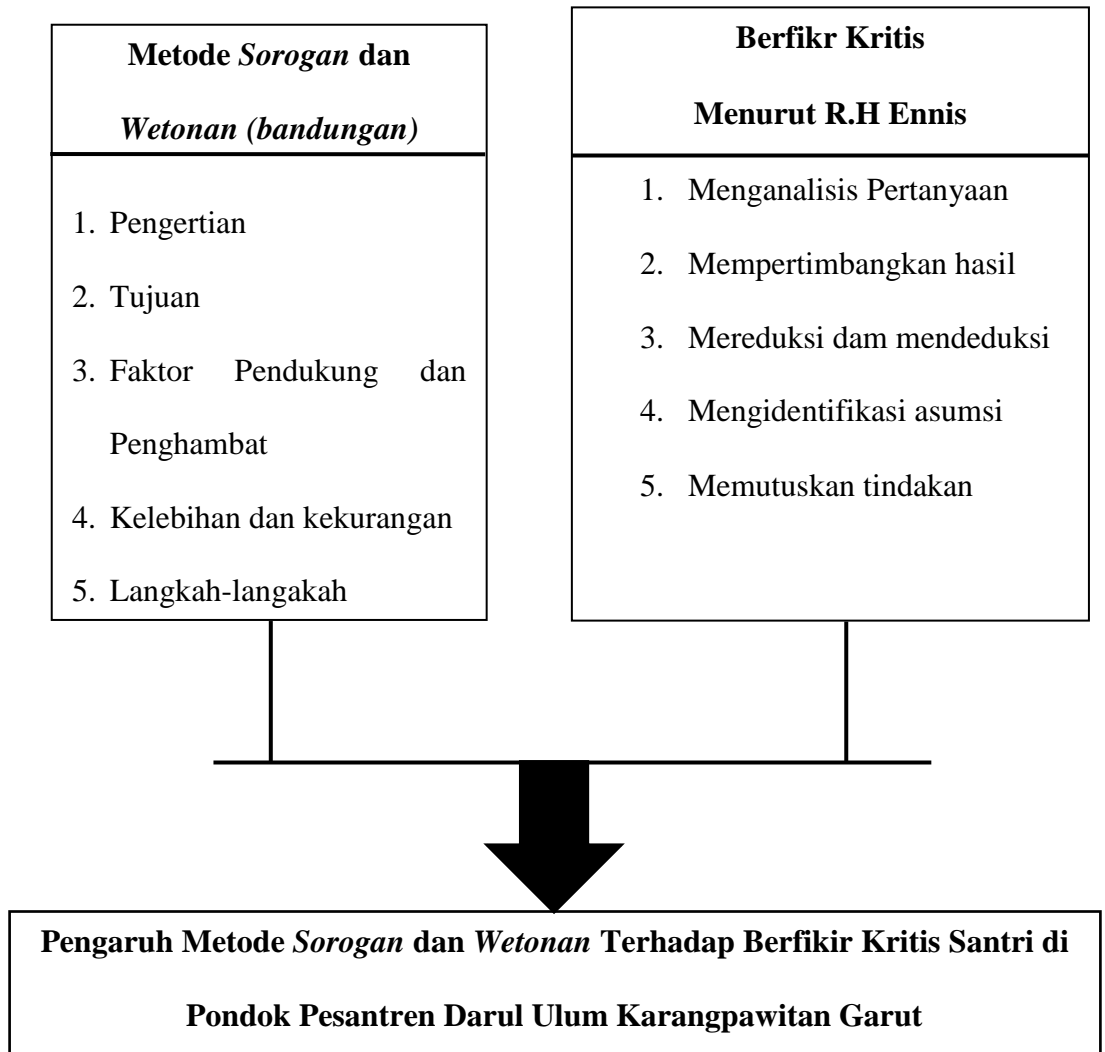 Metode Sorogan dan
Wetonan (bandungan)
1. Pengertian
2. Tujuan
3. Faktor Pendukung dan
Penghambat
4. Kelebihan dan kekurangan
5. Langkah-langakah
Berfikr Kritis
Menurut R.H Ennis
1. Menganalisis Pertanyaan
2. Mempertimbangkan hasil
3. Mereduksi dam mendeduksi
4. Mengidentifikasi asumsi
5. Memutuskan tindakan
Pengaruh Metode Sorogan dan Wetonan Terhadap Berfikir Kritis Santri di
Pondok Pesantren Darul Ulum Karangpawitan Garut